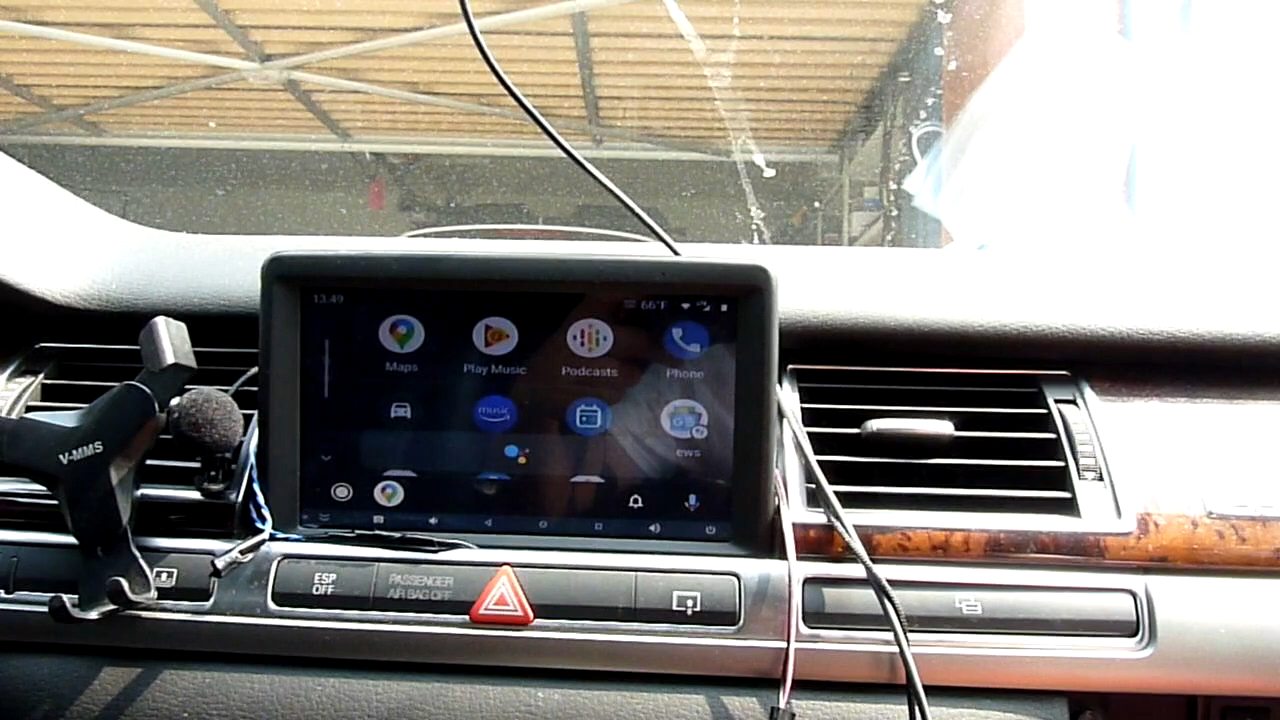 13.49
66°F
Maps
Play Music
Podcasts
Phone
music
ews
V-MMS
ESP
OFF
PASSENGER
AIR BAG OFF